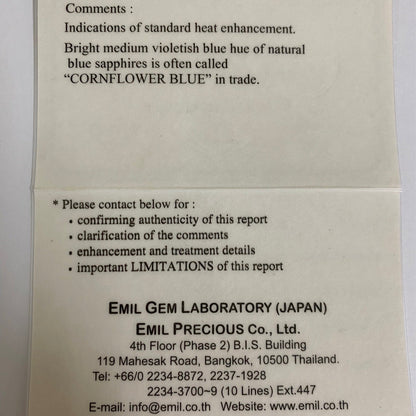 Comments :
Indications of standard heat enhancement.
Bright medium violetish blue hue of natural
blue sapphires is often called
“CORNFLOWER BLUE” in trade.
* Please contact below for :
• confirming authenticity of this report
• clarification of the comments
• enhancement and treatment details
• important LIMITATIONS of this report
EMIL GEM LABORATORY (JAPAN)
EMIL PRECIOUS CO., LTD.
4th Floor (Phase 2) B.I.S. Building
119 Mahesak Road, Bangkok, 10500 Thailand.
Tel: +66/0 2234-8872, 2237-1928
2234-3700~9 (10 Lines) Ext.447
E-mail: info@emil.co.th Website: www.emil.co.th